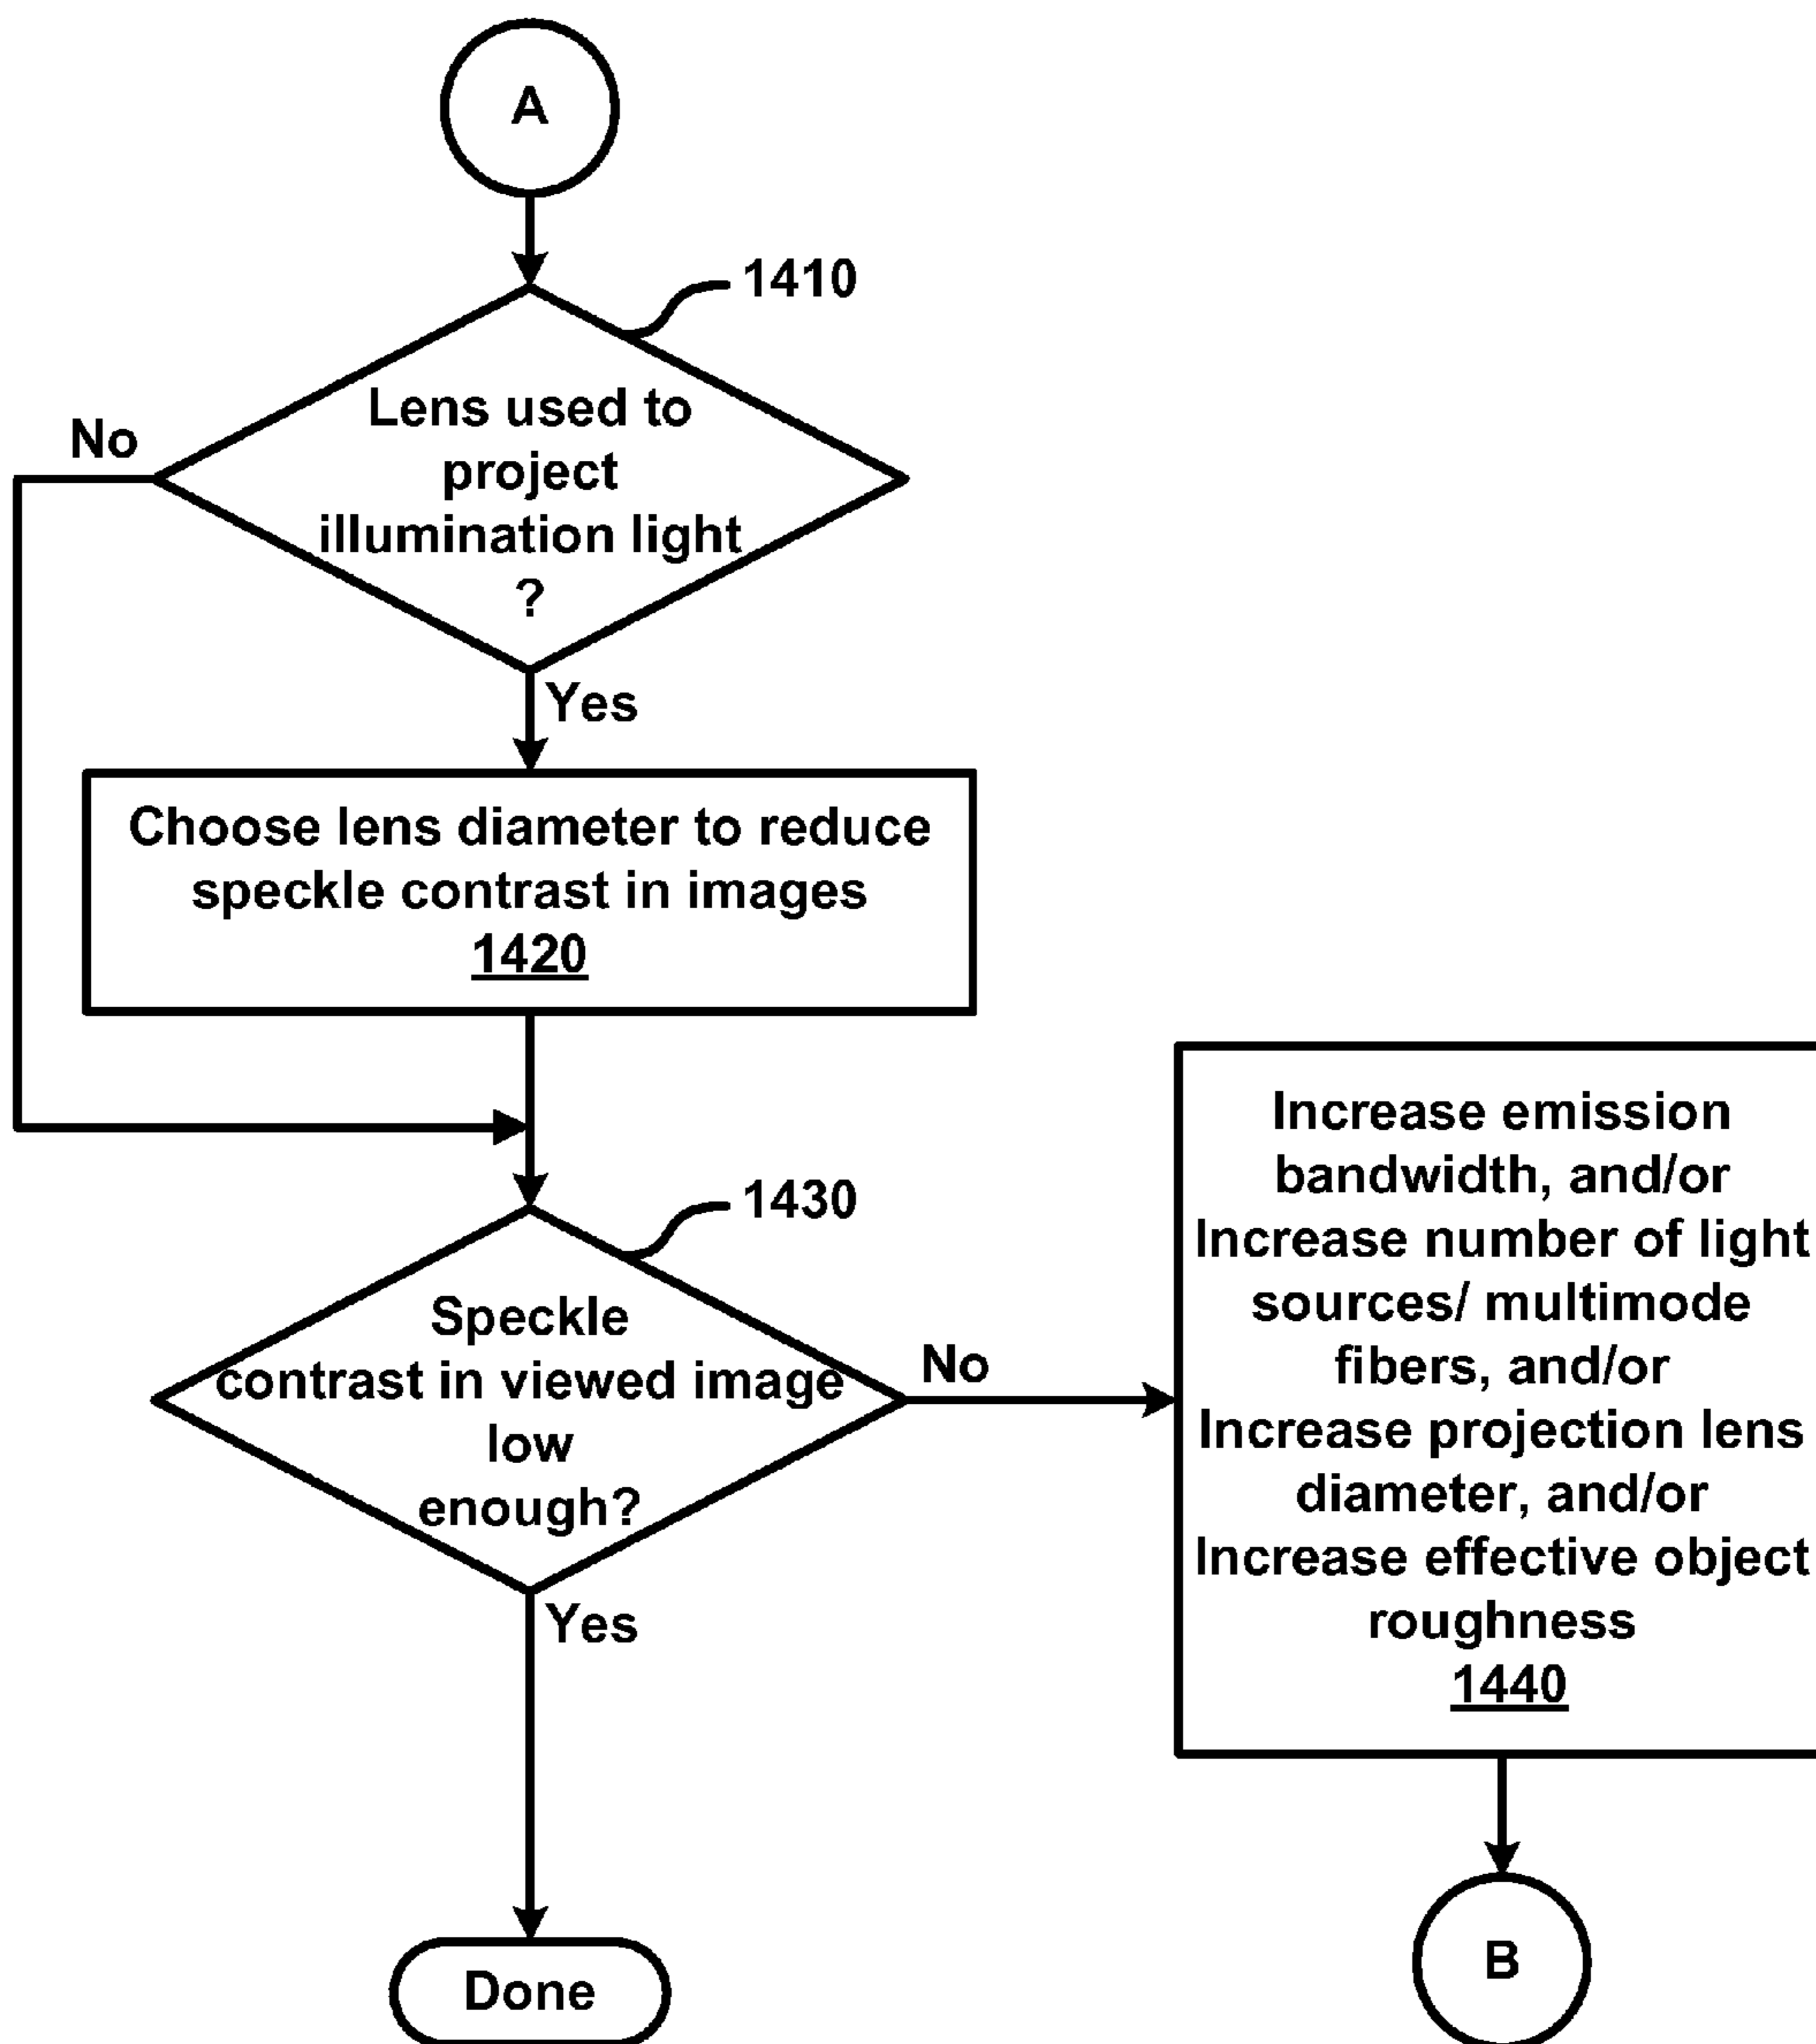 A
1410
Lens used to
project
illumination light
?
No
Yes
Choose lens diameter to reduce
speckle contrast in images
1420
1430
Speckle
contrast in viewed image
low
enough?
No
Yes
Increase emission
bandwidth, and/or
Increase number of light
sources/ multimode
fibers, and/or
Increase projection lens
diameter, and/or
Increase effective object
roughness
1440
Done
B